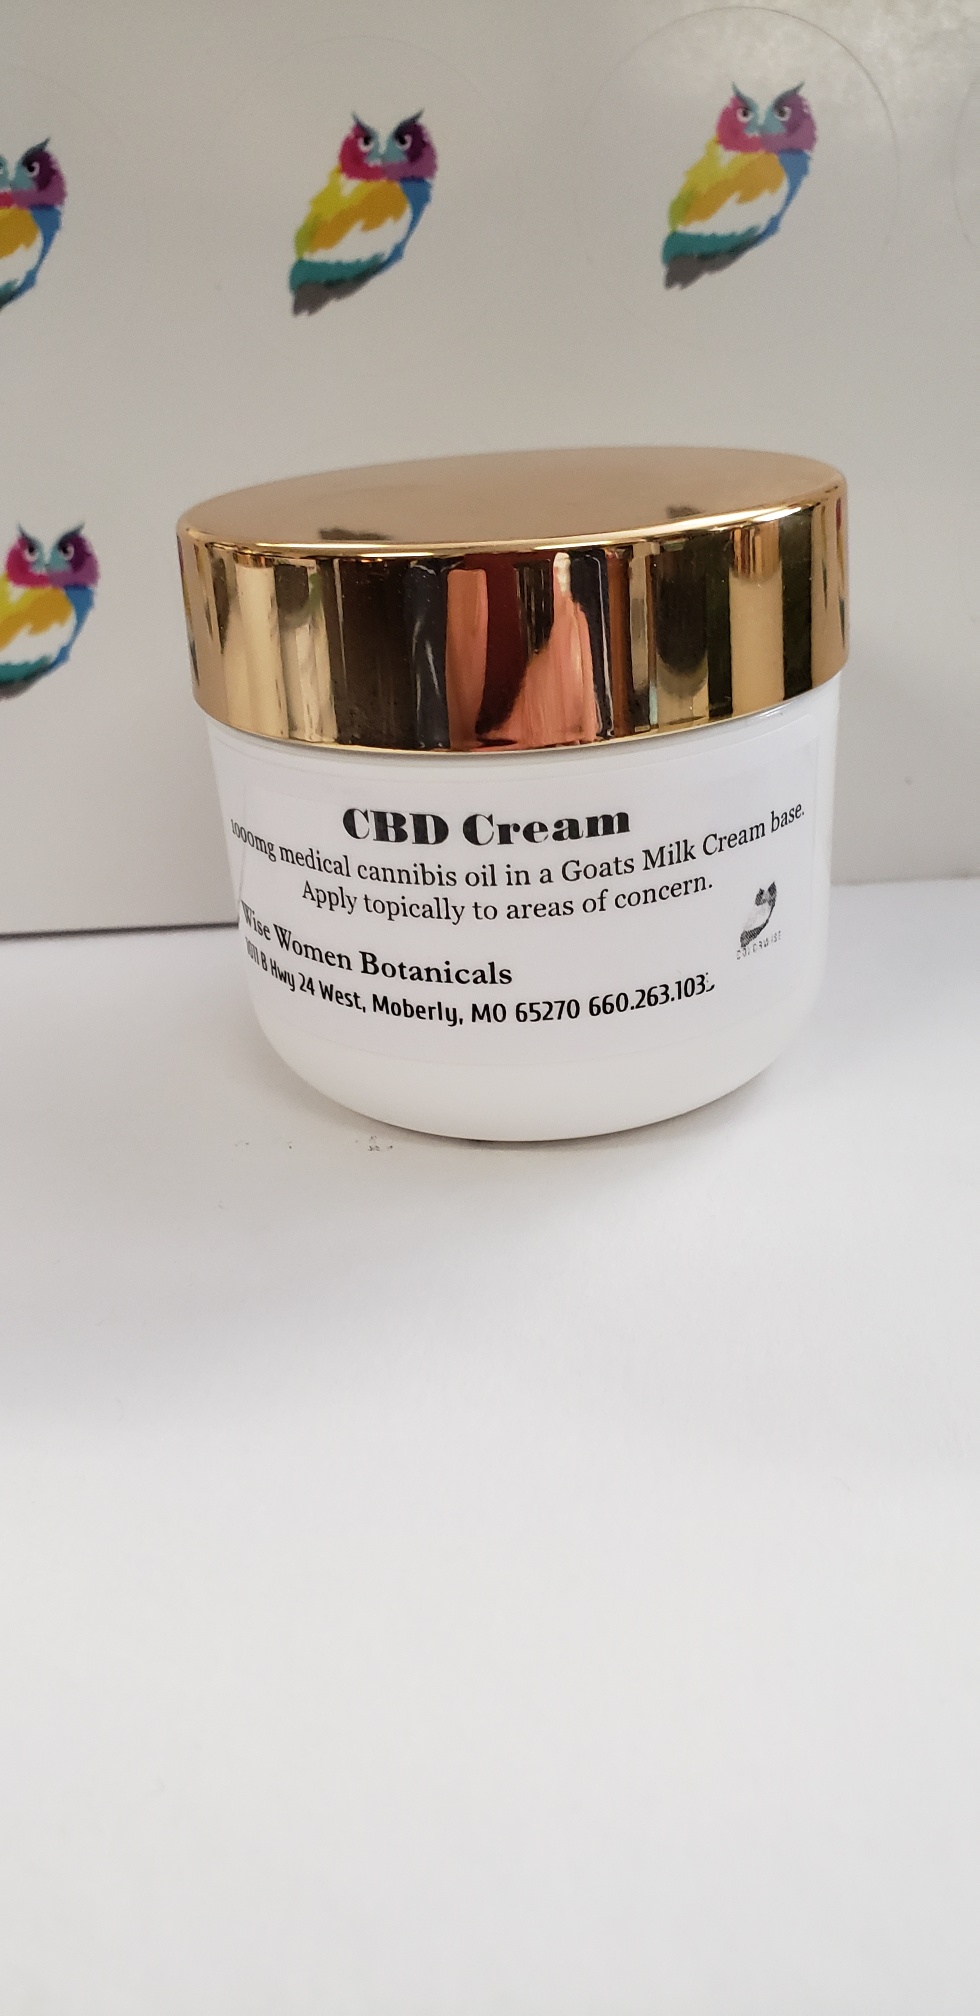 CBD Cream
1000mg medical cannibis oil in a Goats Milk Cream base.
Apply topically to areas of concern.
Wise Women Botanicals
1011 B Hwy 24 West, Moberly, MO 65270